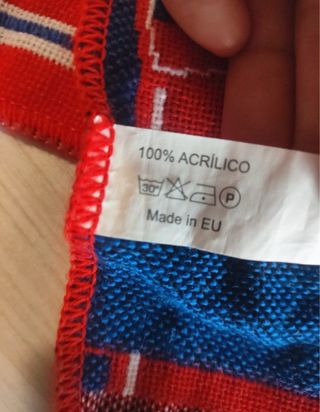 100% ACRÍLICO
30° P
Made in EU